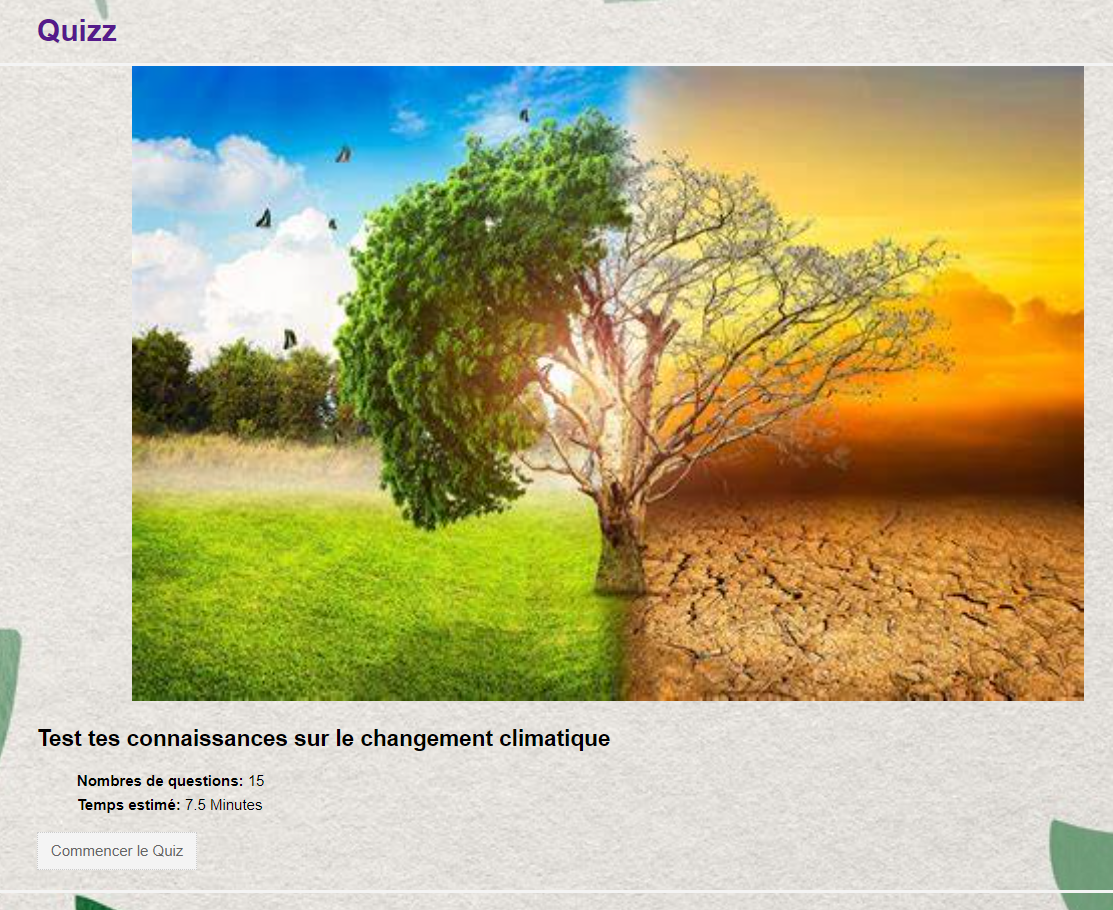 Quizz
Test tes connaissances sur le changement climatique
Nombres de questions: 15
Temps estimé: 7.5 Minutes
Commencer le Quiz